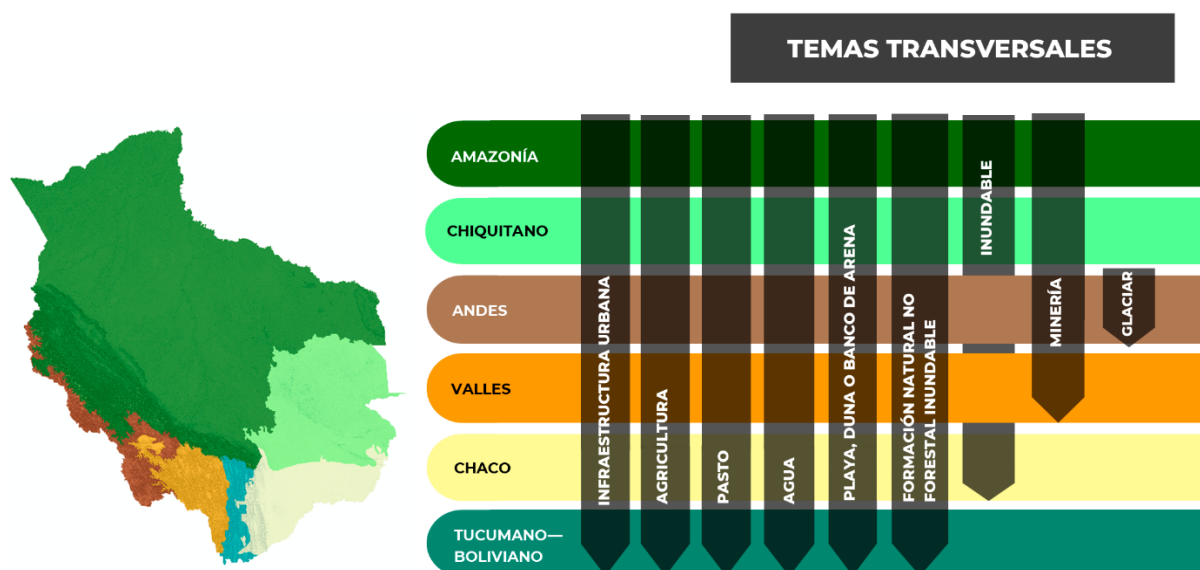 TEMAS TRANSVERSALES
AMAZONÍA
CHIQUITANO
ANDES
VALLES
CHACO
TUCUMANO—
BOLIVIANO
INFRAESTRUCTURA URBANA
AGRICULTURA
PASTO
AGUA
PLAYA, DUNA O BANCO DE ARENA
FORMACIÓN NATURAL NO
FORESTAL INUNDABLE
INUNDABLE
MINERÍA
GLACIAR